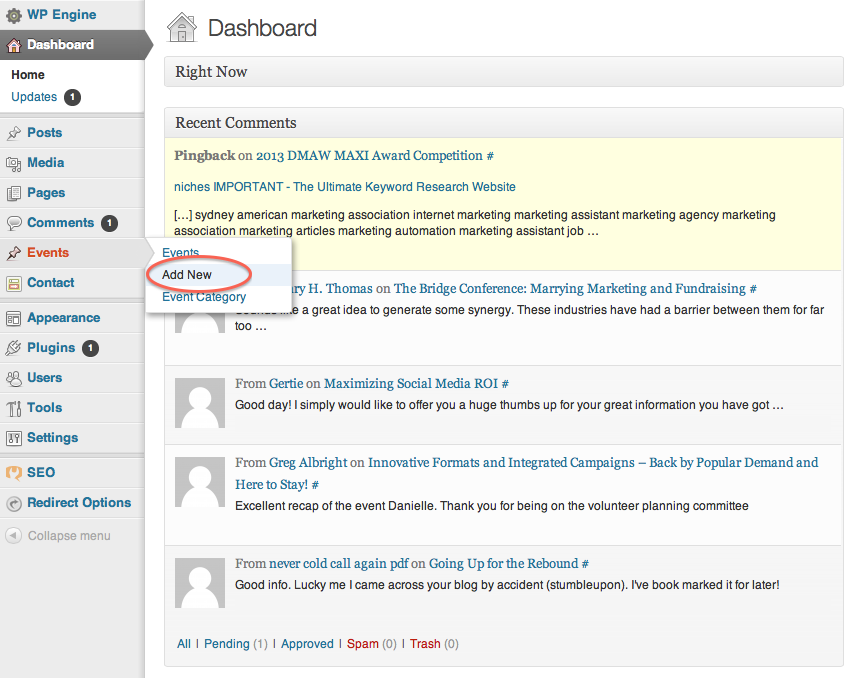 WP Engine
Dashboard
Home
Updates 1
Posts
Media
Pages
Comments 1
Events
Contact
Appearance
Plugins 1
Users
Tools
Settings
SEO
Redirect Options
Collapse menu
Events
Add New
Event Category
Dashboard
Right Now
Recent Comments
Pingback on 2013 DMAW MAXI Award Competition #
niches IMPORTANT - The Ultimate Keyword Research Website
[…] sydney american marketing association internet marketing marketing assistant marketing agency marketing
association marketing articles marketing automation marketing assistant job …
H. Thomas on The Bridge Conference: Marrying Marketing and Fundraising #
like a great idea to generate some synergy. These industries have had a barrier between them for far
too …
From Gertie on Maximizing Social Media ROI #
Good day! I simply would like to offer you a huge thumbs up for your great information you have got …
From Greg Albright on Innovative Formats and Integrated Campaigns – Back by Popular Demand and
Here to Stay! #
Excellent recap of the event Danielle. Thank you for being on the volunteer planning committee
From never cold call again pdf on Going Up for the Rebound #
Good info. Lucky me I came across your blog by accident (stumbleupon). I've book marked it for later!
All | Pending (1) | Approved | Spam (0) | Trash (0)